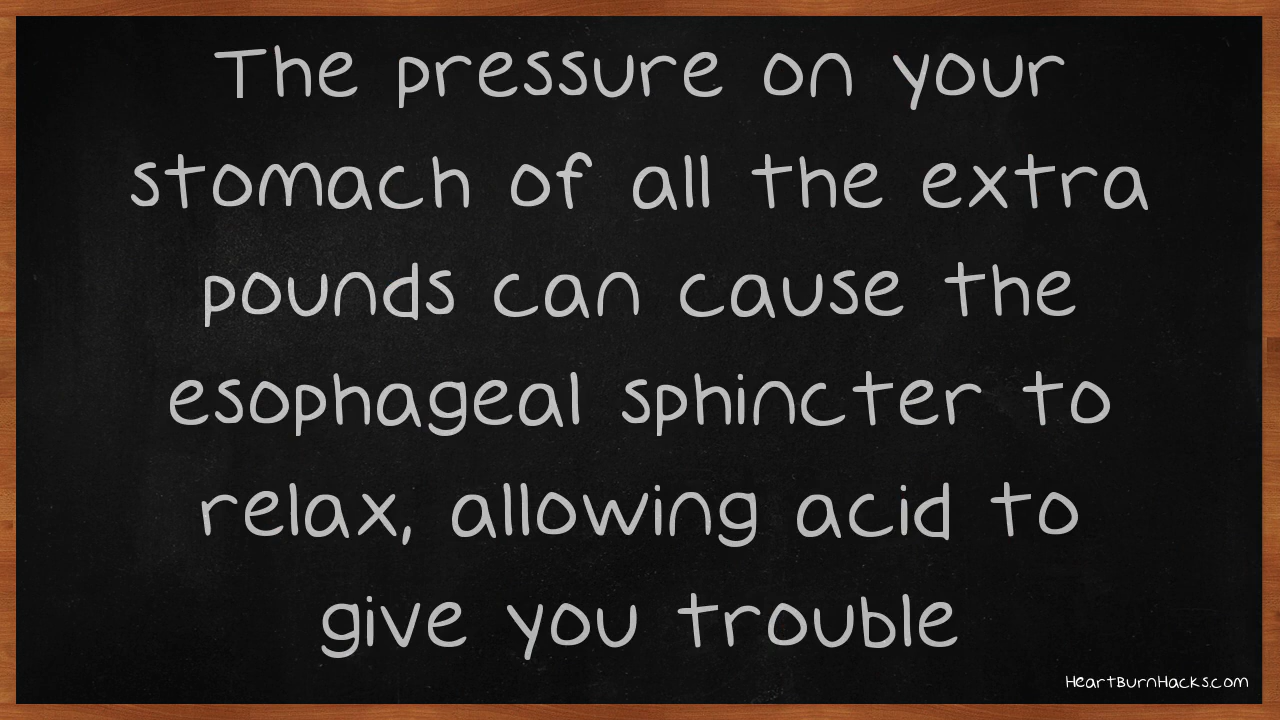 The pressure on your
stomach of all the extra
pounds can cause the
esophageal sphincter to
relax, allowing acid to
give you trouble
HeartBurnHacks.com